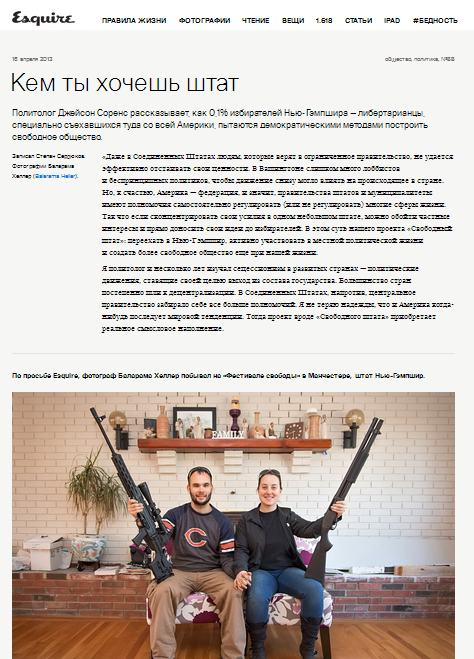 Esquire
ПРАВИЛА ЖИЗНИ ФОТОГРАФИИ ЧТЕНИЕ ВЕЩИ 1.618 СТАТЬИ IPAD #БЕДНОСТЬ
16 апреля 2013
общество, политика, №88
Кем ты хочешь штат
Политолог Джейсон Соренс рассказывает, как 0,1% избирателей Нью-Гэмпшира — либертарианцы,
специально съехавшихся туда со всей Америки, пытаются демократическими методами построить
свободное общество.
Записал Степан Сердюков
Фотографии Баларама
Хеллер (Balarama Heller).
«Даже в Соединенных Штатах людям, которые верят в ограниченное правительство, не удается
эффективно отстаивать свои ценности. В Вашингтоне слишком много лоббистов
и беспринципных политиков, чтобы движение снизу могло влиять на происходящее в стране.
Но, к счастью, Америка — федерация, и значит, правительства штатов и муниципалитеты
имеют полномочия самостоятельно регулировать (или не регулировать) многие сферы жизни.
Так что если сконцентрировать свои усилия в одном небольшом штате, можно обойти частные
интересы и прямо доносить свои идеи до избирателей. В этом суть нашего проекта «Свободный
штат»: переехать в Нью-Гэмпшир, активно участвовать в местной политической жизни
и создать более свободное общество еще при нашей жизни.
Я политолог и несколько лет изучал сецессионизм в развитых странах — политические
движения, ставящие своей целью выход из состава государства. Большинство стран
постепенно шли к децентрализации. В Соединенных Штатах, напротив, центральное
правительство забирало себе все больше полномочий. Я не теряю надежды, что и Америка когда-
нибудь последует мировой тенденции. Тогда проект вроде «Свободного штата» приобретает
реальное смысловое наполнение.
По просьбе Esquire, фотограф Баларама Хеллер побывал на «Фестивале свободы» в Манчестере, штат Нью-Гэмпшир.
FAMILY
C